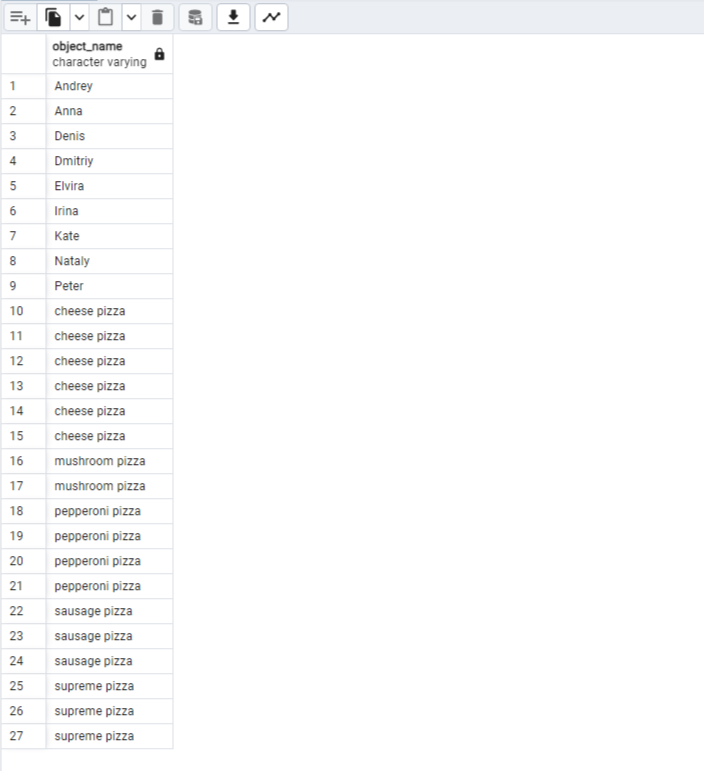 object_name
character varying
1 Andrey
2 Anna
3 Denis
4 Dmitriy
5 Elvira
6 Irina
7 Kate
8 Nataly
9 Peter
10 cheese pizza
11 cheese pizza
12 cheese pizza
13 cheese pizza
14 cheese pizza
15 cheese pizza
16 mushroom pizza
17 mushroom pizza
18 pepperoni pizza
19 pepperoni pizza
20 pepperoni pizza
21 pepperoni pizza
22 sausage pizza
23 sausage pizza
24 sausage pizza
25 supreme pizza
26 supreme pizza
27 supreme pizza